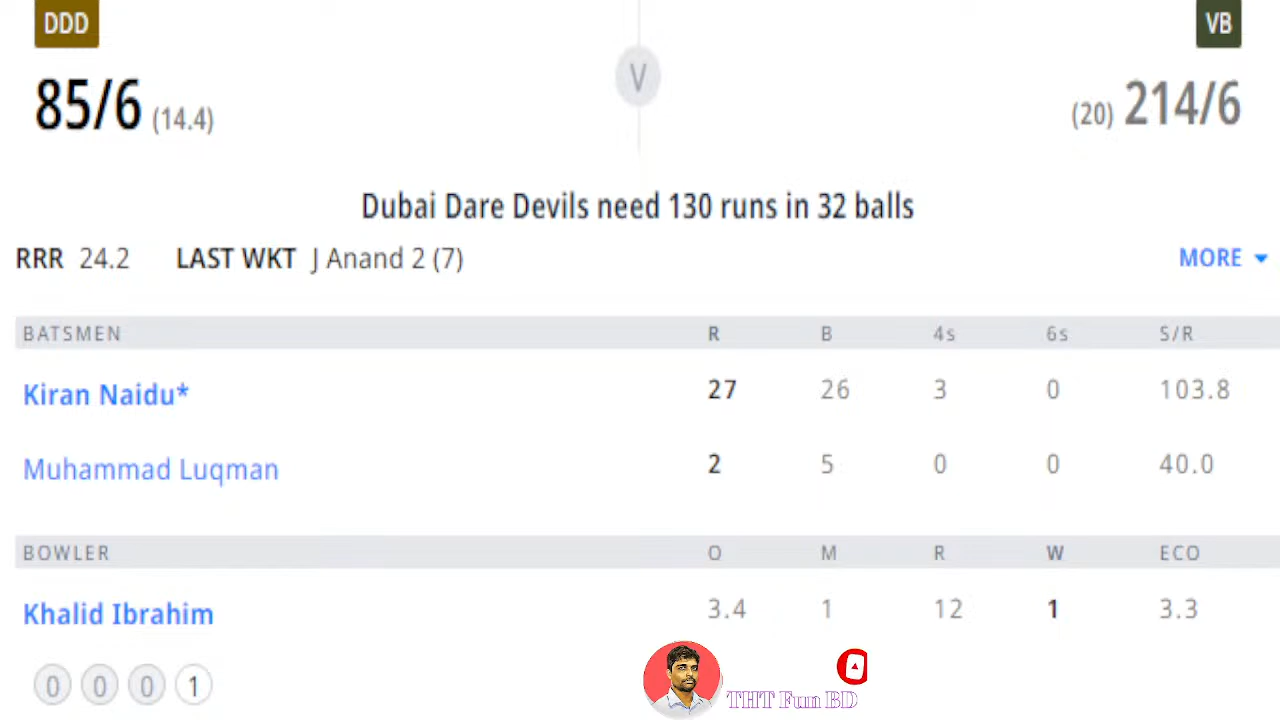 DDD VB
85/6 (14.4) V (20) 214/6
Dubai Dare Devils need 130 runs in 32 balls
RRR 24.2 LAST WKT J Anand 2 (7) MORE
BATSMEN R B 4s 6s S/R
Kiran Naidu* 27 26 3 0 103.8
Muhammad Luqman 2 5 0 0 40.0
BOWLER O M R W ECO
Khalid Ibrahim 3.4 1 12 1 3.3
0 0 0 1
THT Fun BD